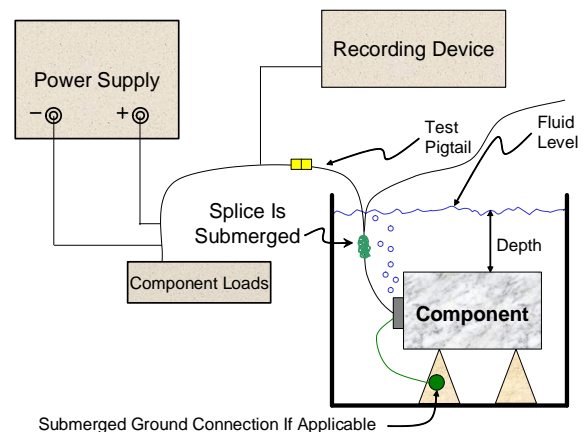 Recording Device
Power Supply
− +
Test
Pigtail
Fluid
Level
Splice Is
Submerged
Depth
Component Loads
Component
Submerged Ground Connection If Applicable